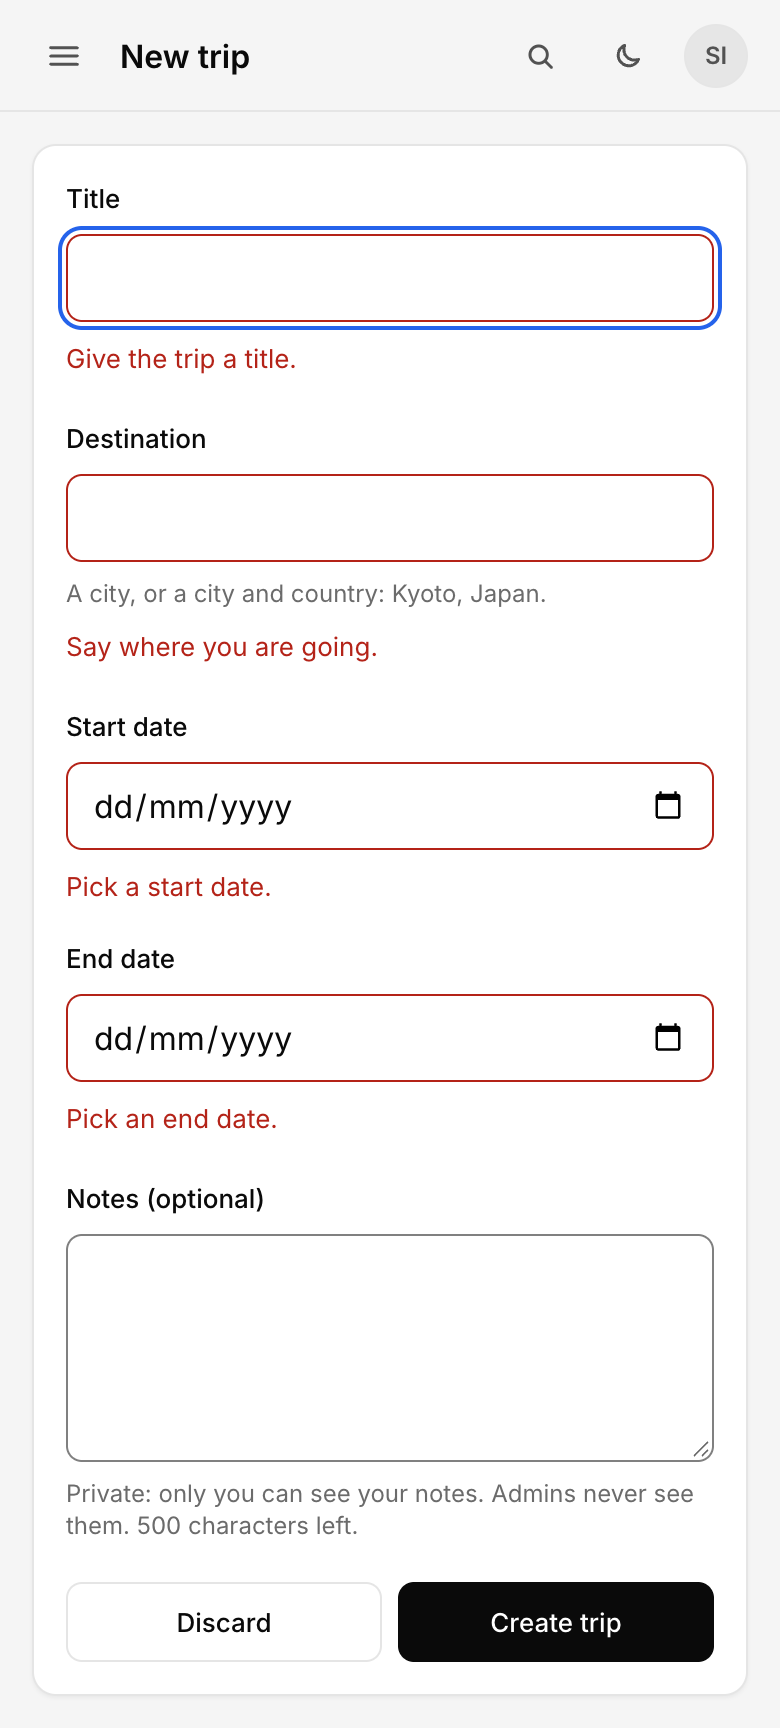 New trip
SI
Title
Give the trip a title.
Destination
A city, or a city and country: Kyoto, Japan.
Say where you are going.
Start date
dd/mm/yyyy
Pick a start date.
End date
dd/mm/yyyy
Pick an end date.
Notes (optional)
Private: only you can see your notes. Admins never see
them. 500 characters left.
Discard
Create trip